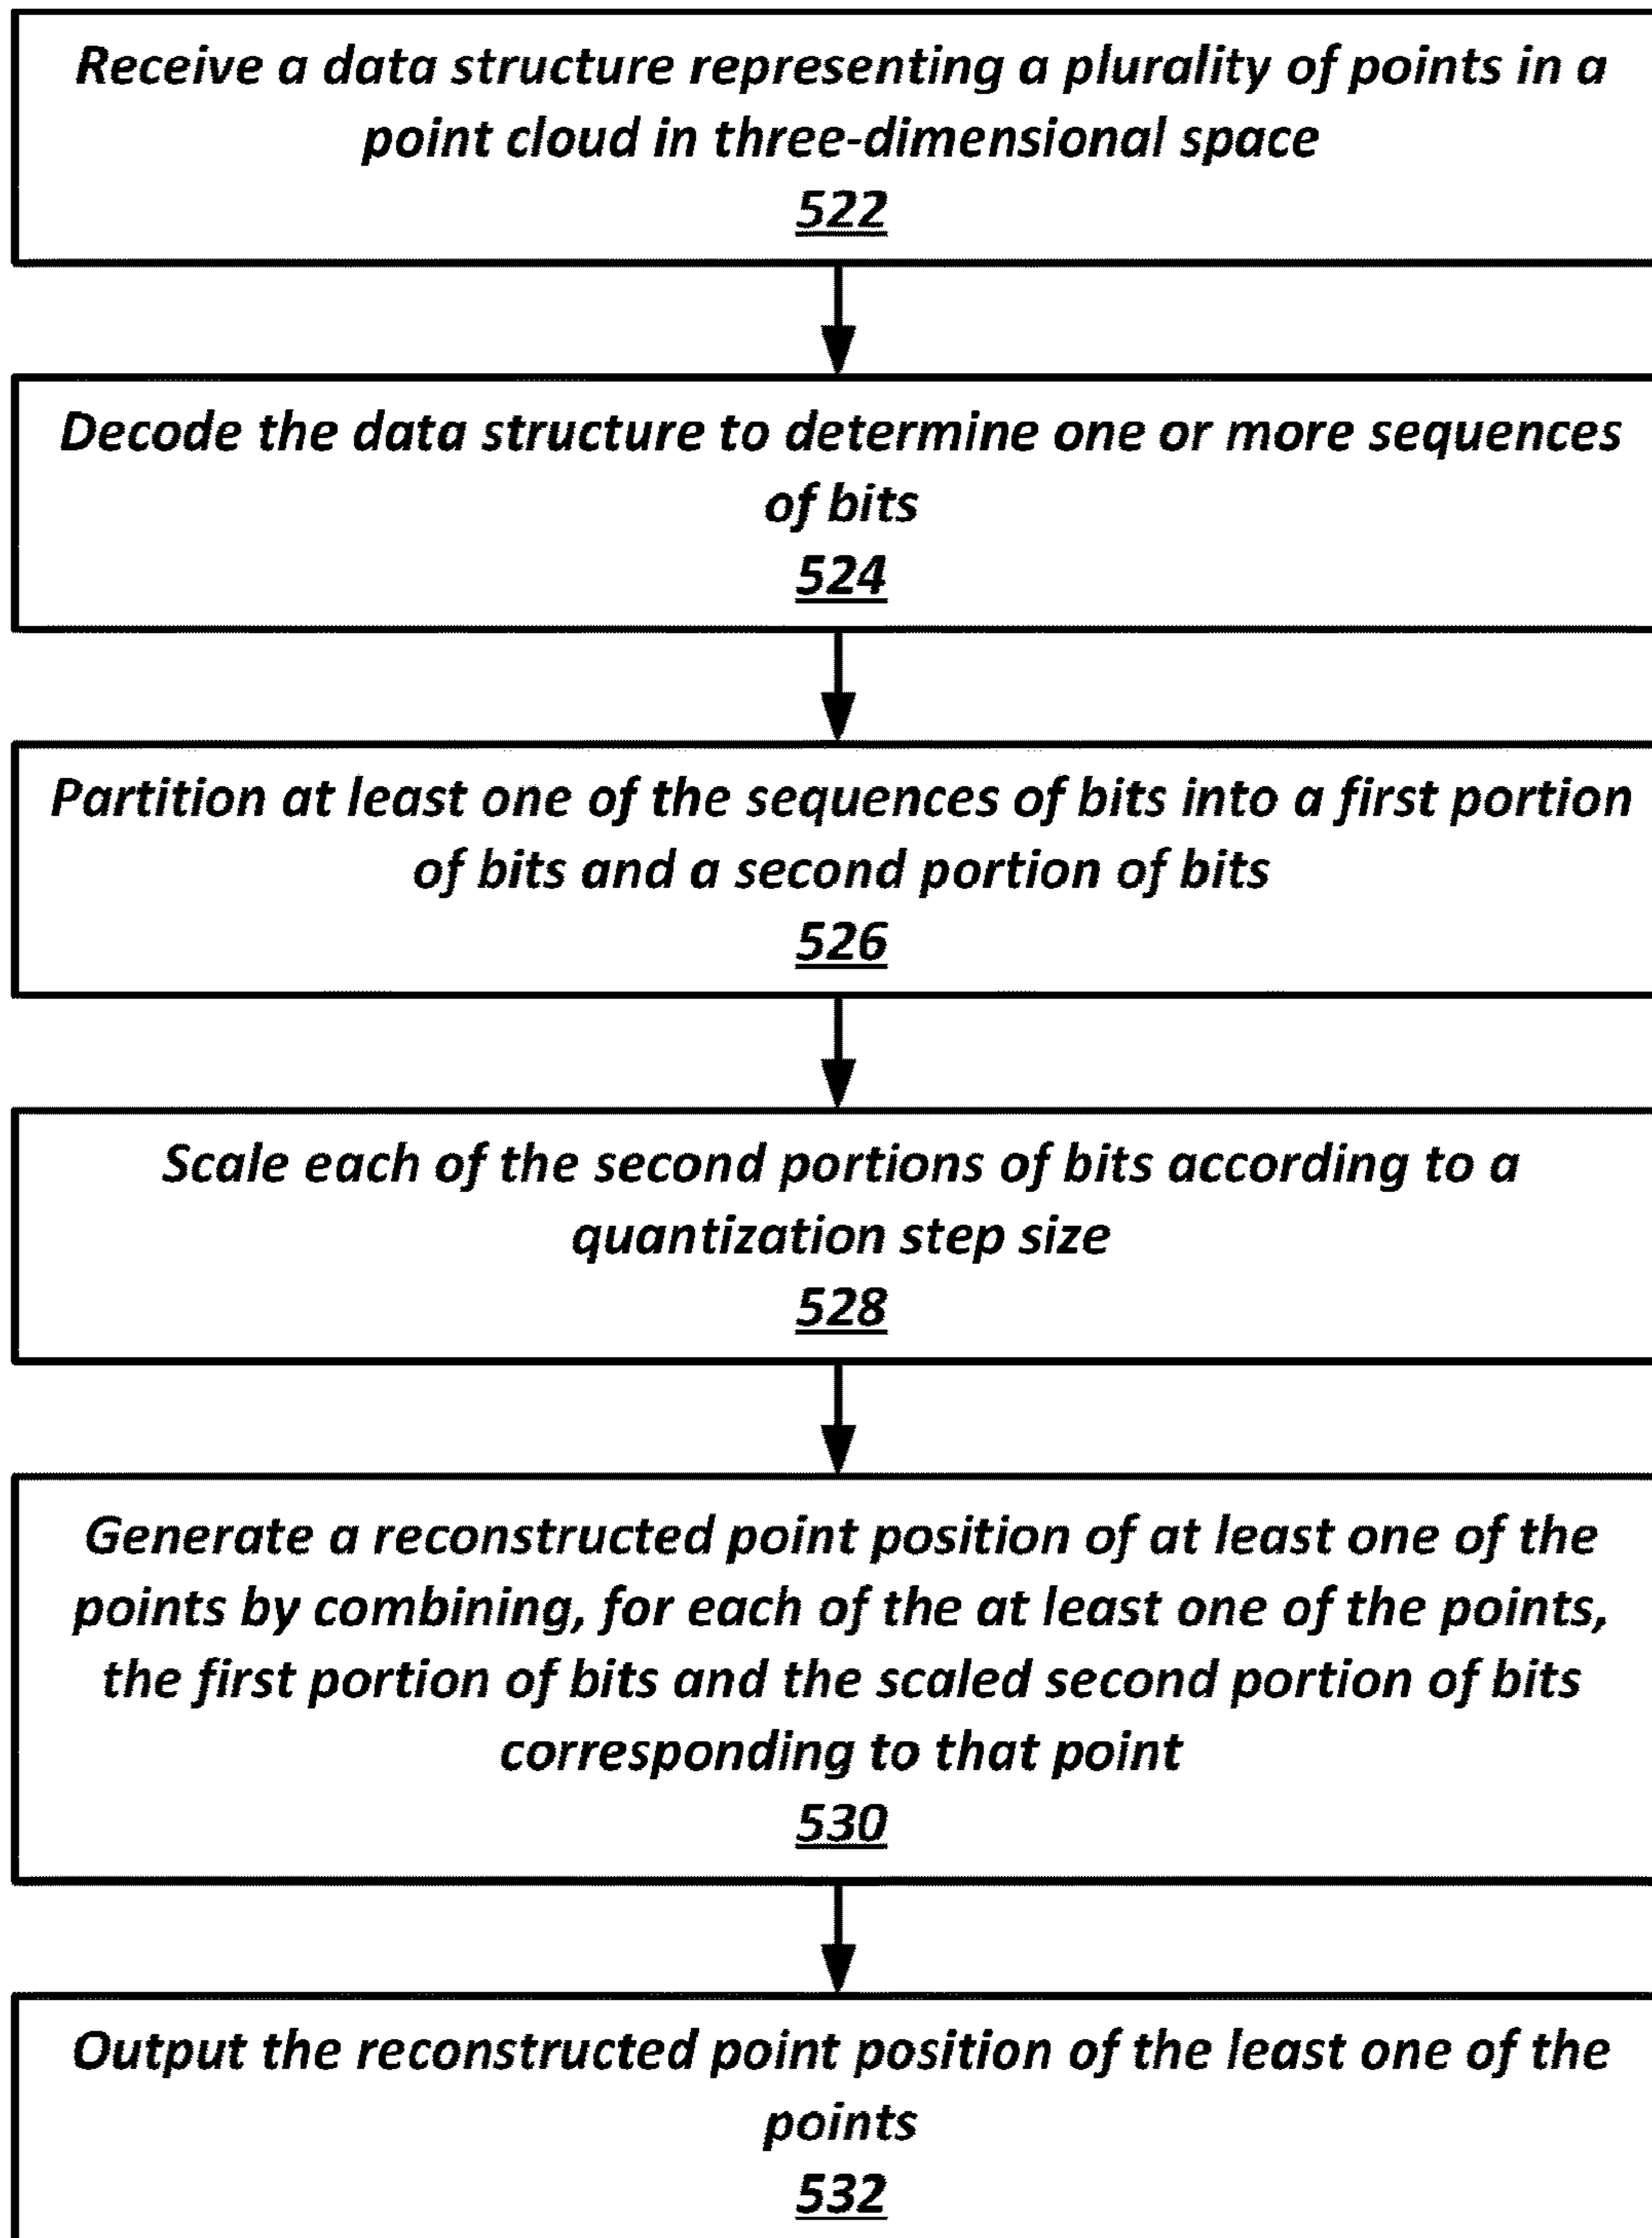 Receive a data structure representing a plurality of points in a
point cloud in three-dimensional space
522
Decode the data structure to determine one or more sequences
of bits
524
Partition at least one of the sequences of bits into a first portion
of bits and a second portion of bits
526
Scale each of the second portions of bits according to a
quantization step size
528
Generate a reconstructed point position of at least one of the
points by combining, for each of the at least one of the points,
the first portion of bits and the scaled second portion of bits
corresponding to that point
530
Output the reconstructed point position of the least one of the
points
532